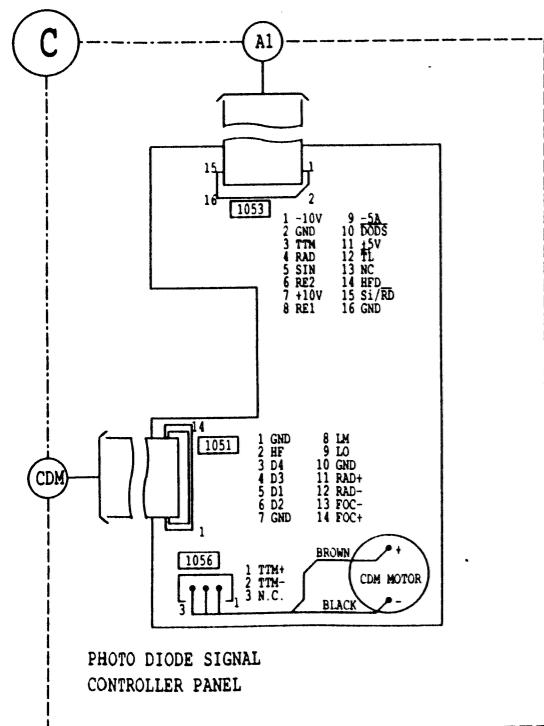 C
A1
15 1
16 2
1053
1 -10V 9 -5A
2 GND 10 D̅O̅D̅S̅
3 TTM 11 +5V
4 RAD 12 T̅L̅
5 SIN 13 NC
6 RE2 14 HFD
7 +10V 15 Si/R̅D̅
8 RE1 16 GND
14
1051
1 GND 8 LM
2 HF 9 LO
3 D4 10 GND
4 D3 11 RAD+
5 D1 12 RAD-
6 D2 13 FOC-
7 GND 14 FOC+
CDM
1
1056
BROWN +
1 TTM+
2 TTM-
3 N.C.
CDM MOTOR
3 1
BLACK -
PHOTO DIODE SIGNAL
CONTROLLER PANEL